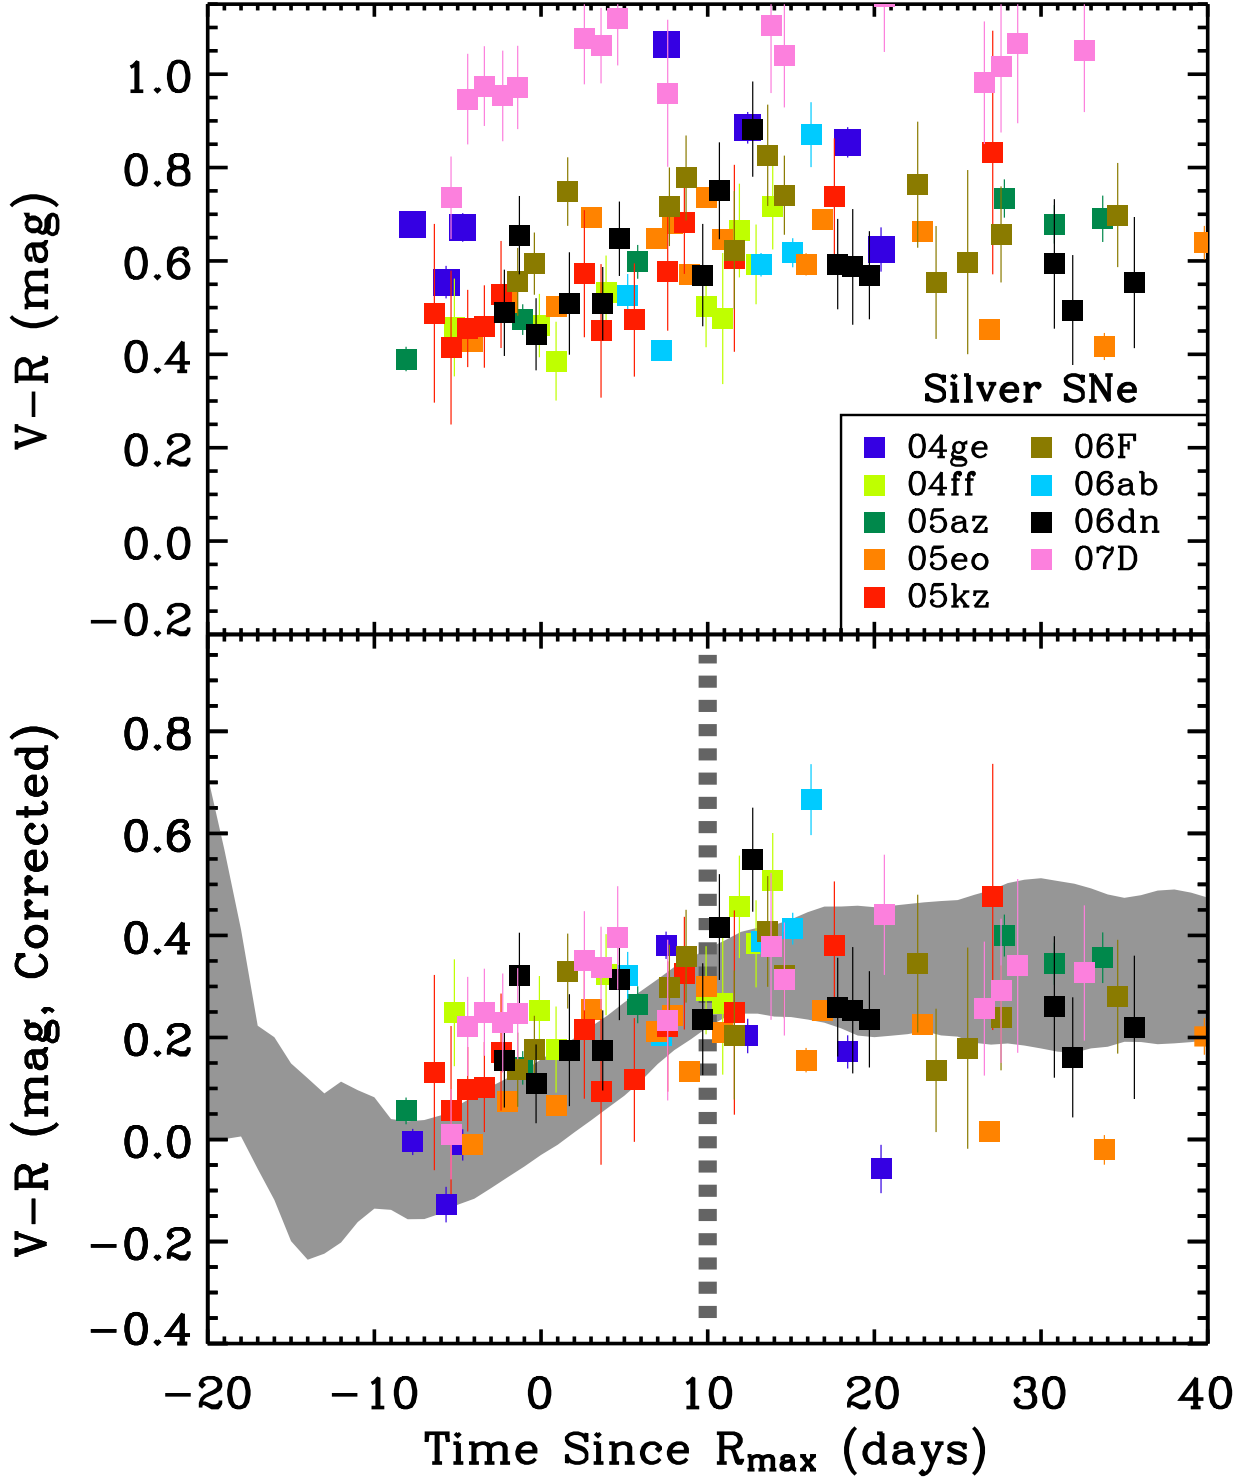 V−R (mag)
1.0
0.8
0.6
0.4
0.2
0.0
−0.2
Silver SNe
04ge 06F
04ff 06ab
05az 06dn
05eo 07D
05kz
V−R (mag, Corrected)
0.8
0.6
0.4
0.2
0.0
−0.2
−0.4
−20 −10 0 10 20 30 40
Time Since Rmax (days)